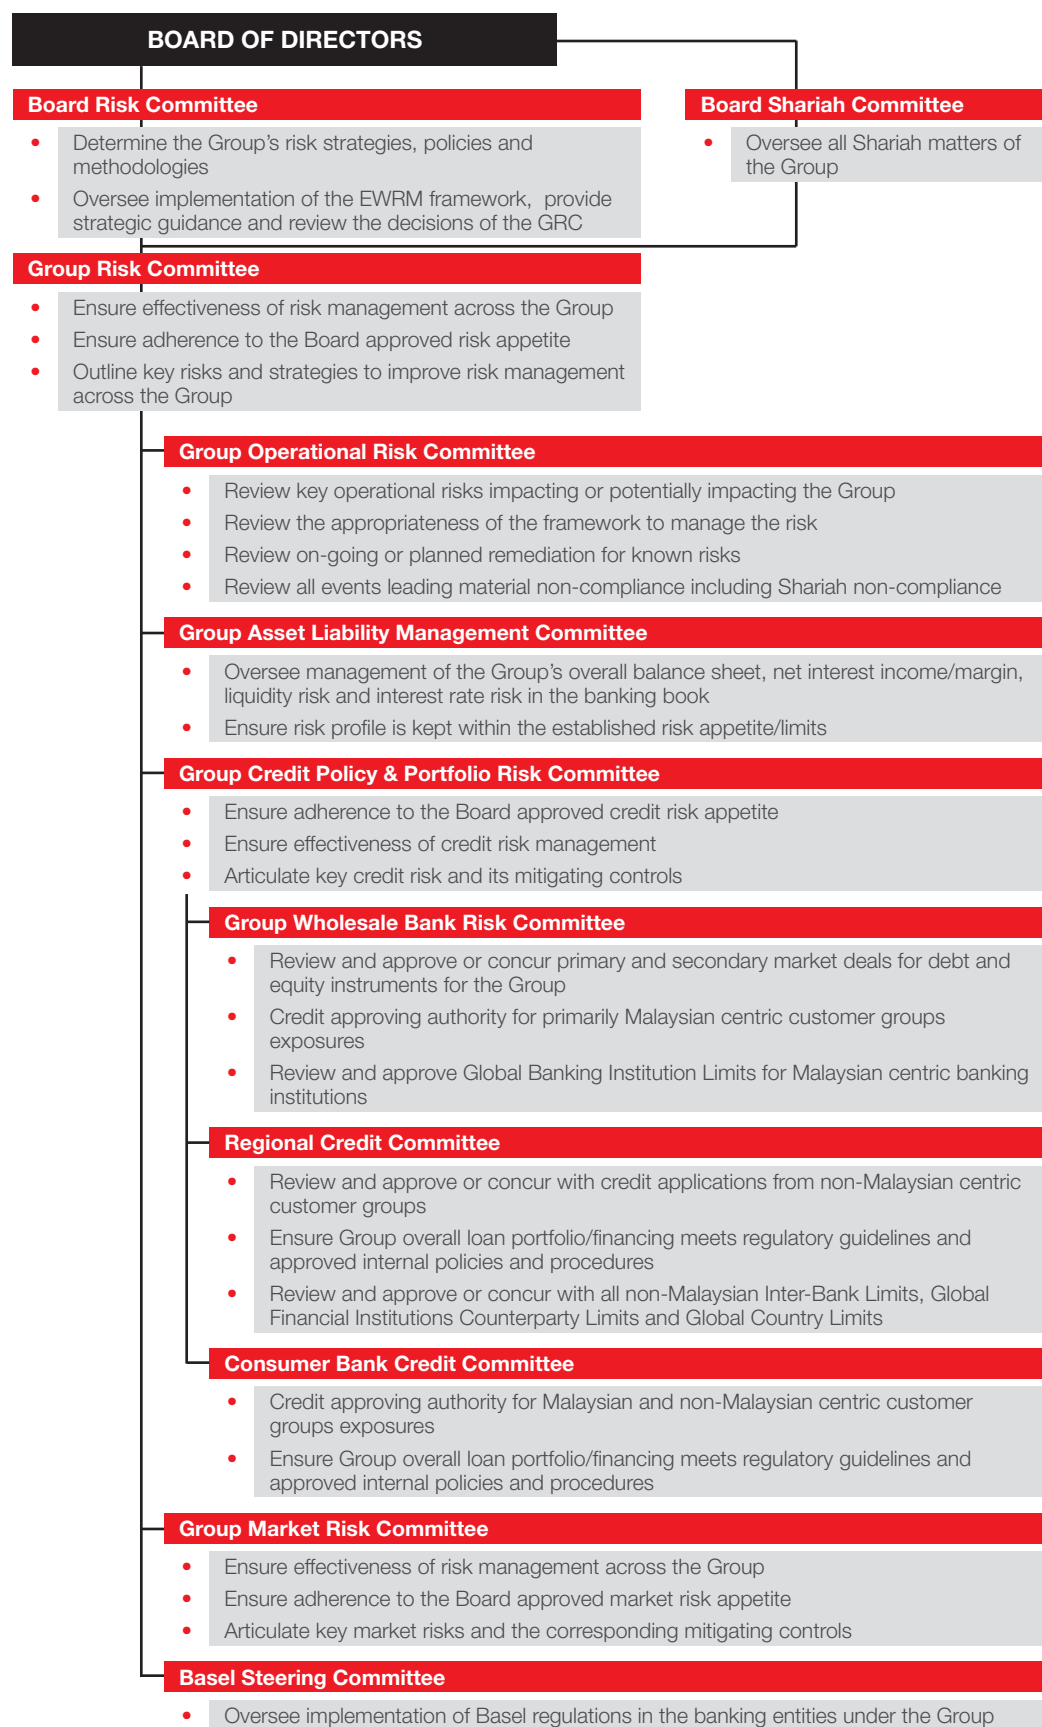 BOARD OF DIRECTORS
Board Risk Committee
• Determine the Group’s risk strategies, policies and
methodologies
• Oversee implementation of the EWRM framework, provide
strategic guidance and review the decisions of the GRC
Board Shariah Committee
• Oversee all Shariah matters of
the Group
Group Risk Committee
• Ensure effectiveness of risk management across the Group
• Ensure adherence to the Board approved risk appetite
• Outline key risks and strategies to improve risk management
across the Group
Group Operational Risk Committee
• Review key operational risks impacting or potentially impacting the Group
• Review the appropriateness of the framework to manage the risk
• Review on-going or planned remediation for known risks
• Review all events leading material non-compliance including Shariah non-compliance
Group Asset Liability Management Committee
• Oversee management of the Group’s overall balance sheet, net interest income/margin,
liquidity risk and interest rate risk in the banking book
• Ensure risk profile is kept within the established risk appetite/limits
Group Credit Policy & Portfolio Risk Committee
• Ensure adherence to the Board approved credit risk appetite
• Ensure effectiveness of credit risk management
• Articulate key credit risk and its mitigating controls
Group Wholesale Bank Risk Committee
• Review and approve or concur primary and secondary market deals for debt and
equity instruments for the Group
• Credit approving authority for primarily Malaysian centric customer groups
exposures
• Review and approve Global Banking Institution Limits for Malaysian centric banking
institutions
Regional Credit Committee
• Review and approve or concur with credit applications from non-Malaysian centric
customer groups
• Ensure Group overall loan portfolio/financing meets regulatory guidelines and
approved internal policies and procedures
• Review and approve or concur with all non-Malaysian Inter-Bank Limits, Global
Financial Institutions Counterparty Limits and Global Country Limits
Consumer Bank Credit Committee
• Credit approving authority for Malaysian and non-Malaysian centric customer
groups exposures
• Ensure Group overall loan portfolio/financing meets regulatory guidelines and
approved internal policies and procedures
Group Market Risk Committee
• Ensure effectiveness of risk management across the Group
• Ensure adherence to the Board approved market risk appetite
• Articulate key market risks and the corresponding mitigating controls
Basel Steering Committee
• Oversee implementation of Basel regulations in the banking entities under the Group